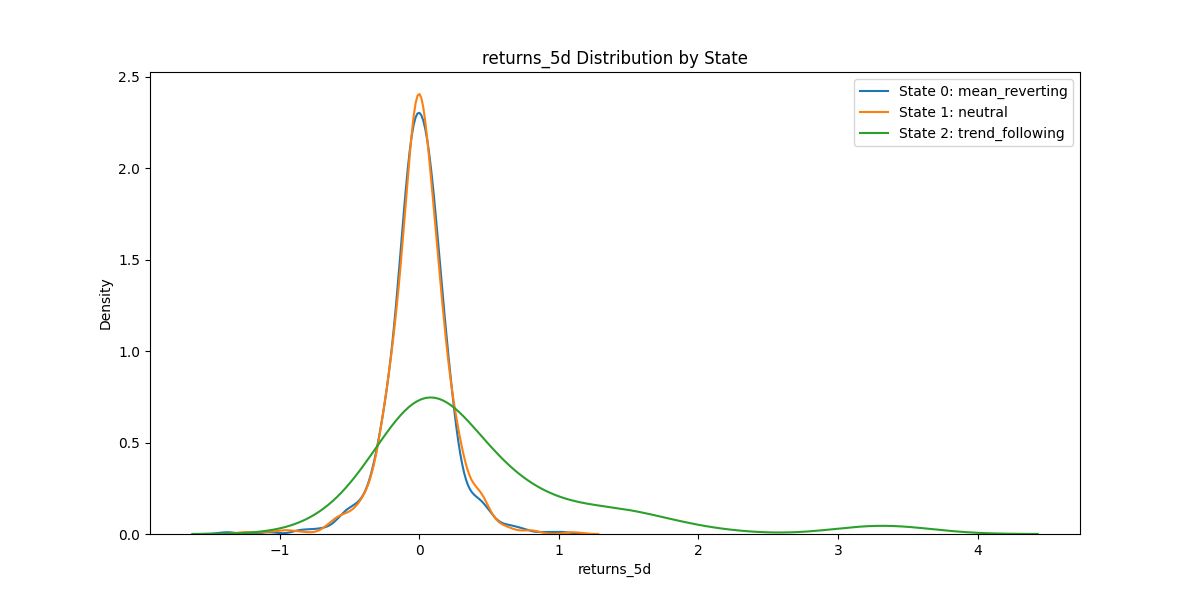 returns_5d Distribution by State
State 0: mean_reverting
State 1: neutral
State 2: trend_following
Density
2.5
2.0
1.5
1.0
0.5
0.0
−1
0
1
2
3
4
returns_5d